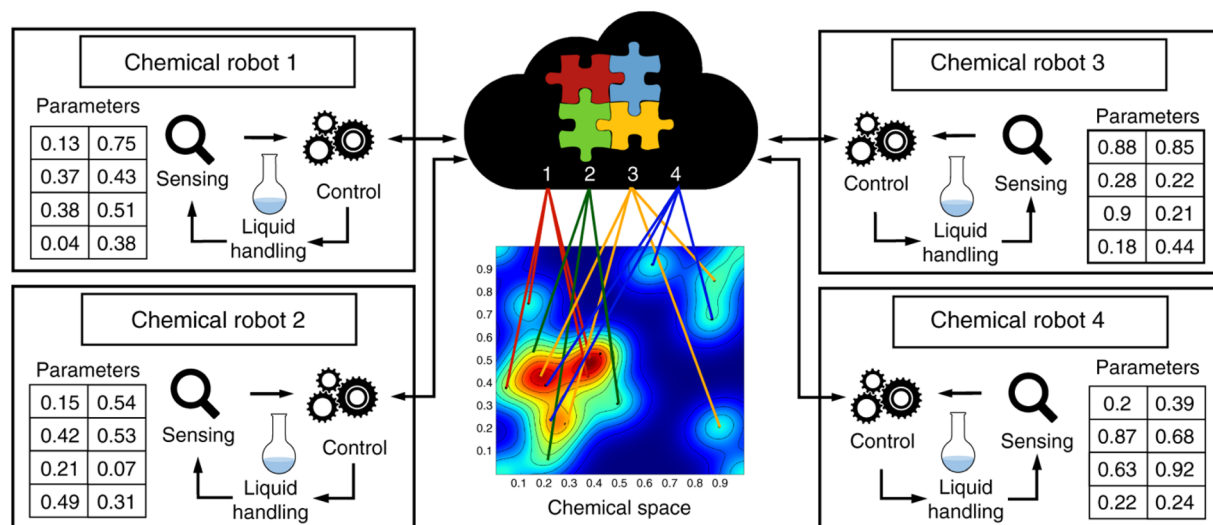 Chemical robot 1
Parameters
0.13 0.75
0.37 0.43
0.38 0.51
0.04 0.38
Sensing
Control
Liquid
handling
Chemical robot 2
Parameters
0.15 0.54
0.42 0.53
0.21 0.07
0.49 0.31
Sensing
Control
Liquid
handling
1 2 3 4
0.9
0.8
0.7
0.6
0.5
0.4
0.3
0.2
0.1
0.1 0.2 0.3 0.4 0.5 0.6 0.7 0.8 0.9
Chemical space
Chemical robot 3
Parameters
0.88 0.85
0.28 0.22
0.9 0.21
0.18 0.44
Control
Sensing
Liquid
handling
Chemical robot 4
Parameters
0.2 0.39
0.87 0.68
0.63 0.92
0.22 0.24
Control
Sensing
Liquid
handling